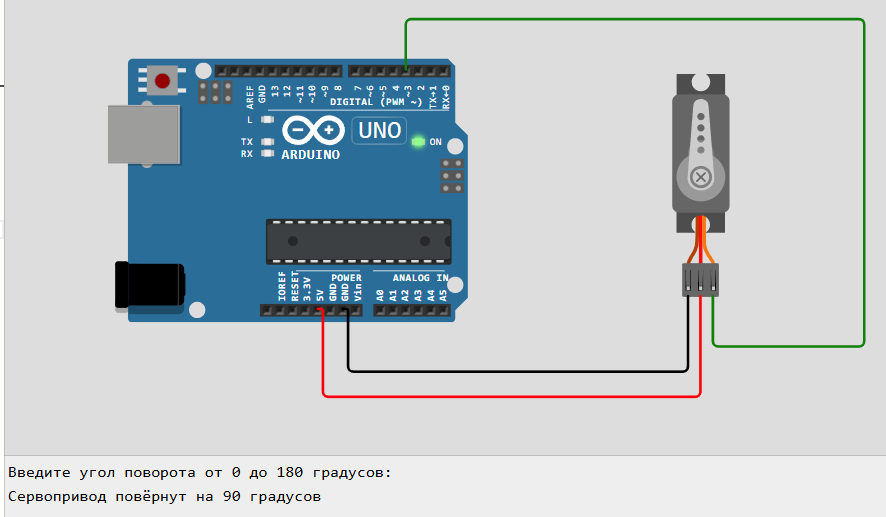 AREF
GND
13
12
~11
~10
~9
8
7
~6
~5
4
~3
2
TX→1
RX←0
DIGITAL (PWM ~)
L
TX
RX
UNO
ON
ARDUINO
IOREF
RESET
3.3V
5V
GND
GND
Vin
POWER
ANALOG IN
A0
A1
A2
A3
A4
A5
Введите угол поворота от 0 до 180 градусов:
Сервопривод повёрнут на 90 градусов